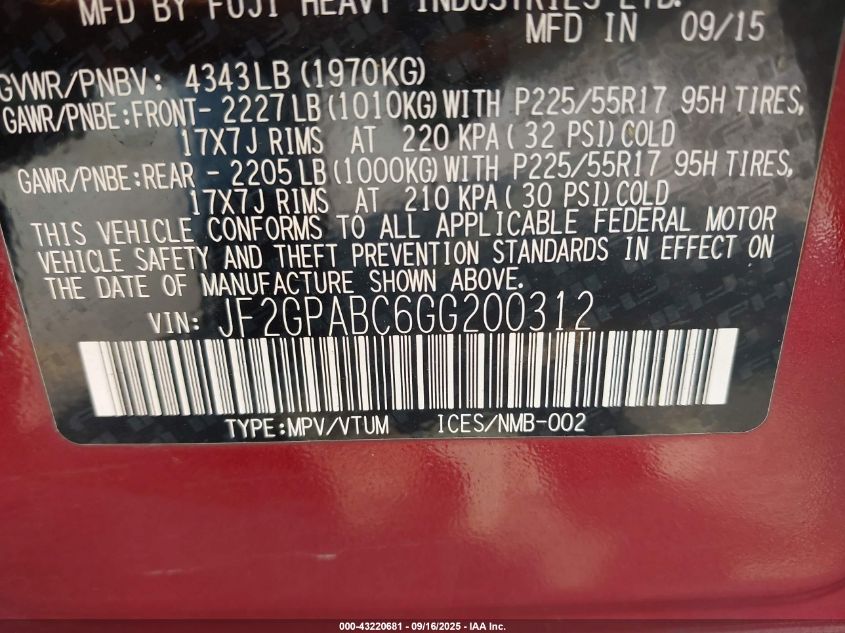 MFD BY FUJI HEAVY INDUSTRIES LTD.
MFD IN 09/15
GVWR/PNBV: 4343LB(1970KG)
GAWR/PNBE:FRONT- 2227LB(1010KG)WITH P225/55R17 95H TIRES,
17X7J RIMS AT 220 KPA( 32 PSI)COLD
GAWR/PNBE:REAR - 2205LB(1000KG)WITH P225/55R17 95H TIRES,
17X7J RIMS AT 210 KPA( 30 PSI)COLD
THIS VEHICLE CONFORMS TO ALL APPLICABLE FEDERAL MOTOR
VEHICLE SAFETY AND THEFT PREVENTION STANDARDS IN EFFECT ON
THE DATE OF MANUFACTURE SHOWN ABOVE.
VIN: JF2GPABC6GG200312
TYPE:MPV/VTUM ICES/NMB-002
000-43220681 - 09/16/2025 - IAA Inc.